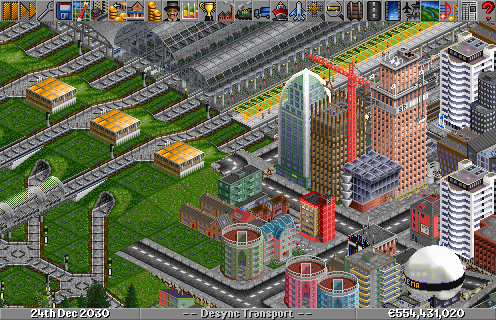 24th Dec 2030
-- Desync Transport --
€554,431,020